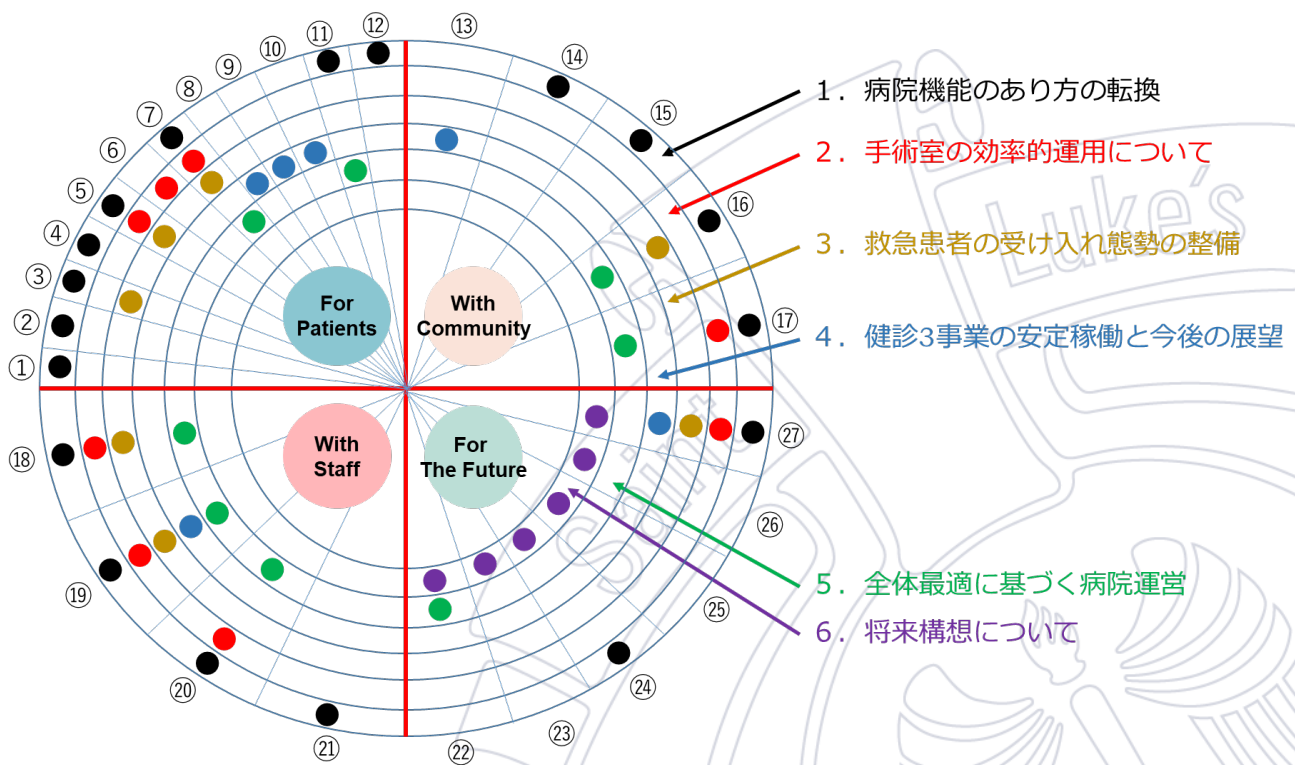 ⑬
⑫
⑪
⑭
⑩
⑨
⑮
⑧
⑦
⑥
⑯
⑤
④
③
⑰
②
①
For
Patients
With
Community
With
Staff
For
The Future
⑱
㉗
㉖
⑲
㉕
⑳
㉔
㉓
㉑
㉒
1. 病院機能のあり方の転換
2. 手術室の効率的運用について
3. 救急患者の受け入れ態勢の整備
4. 健診3事業の安定稼働と今後の展望
5. 全体最適に基づく病院運営
6. 将来構想について
Saint
Luke's